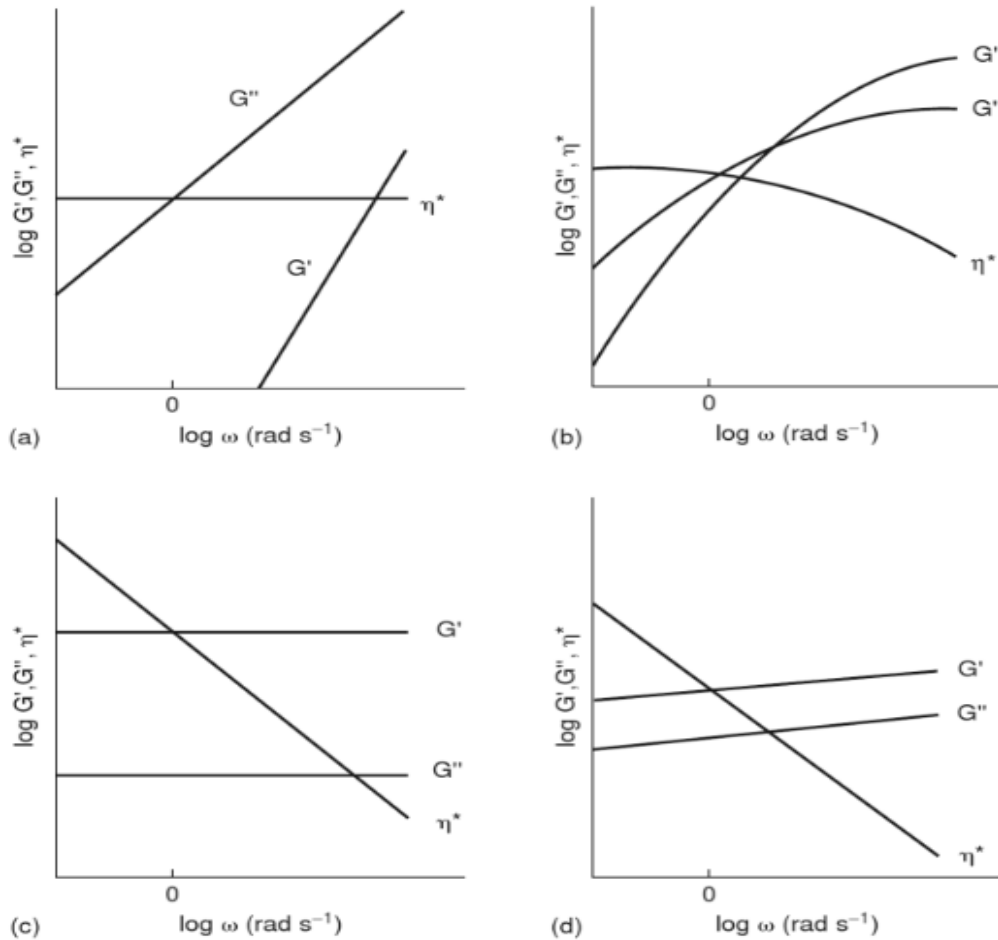 log G',G'', η*
G''
η*
G'
0
(a)
log ω (rad s⁻¹)
log G',G'', η*
G'
G'
η*
0
(b)
log ω (rad s⁻¹)
log G',G'', η*
G'
G''
η*
0
(c)
log ω (rad s⁻¹)
log G',G'', η*
G'
G''
η*
0
(d)
log ω (rad s⁻¹)